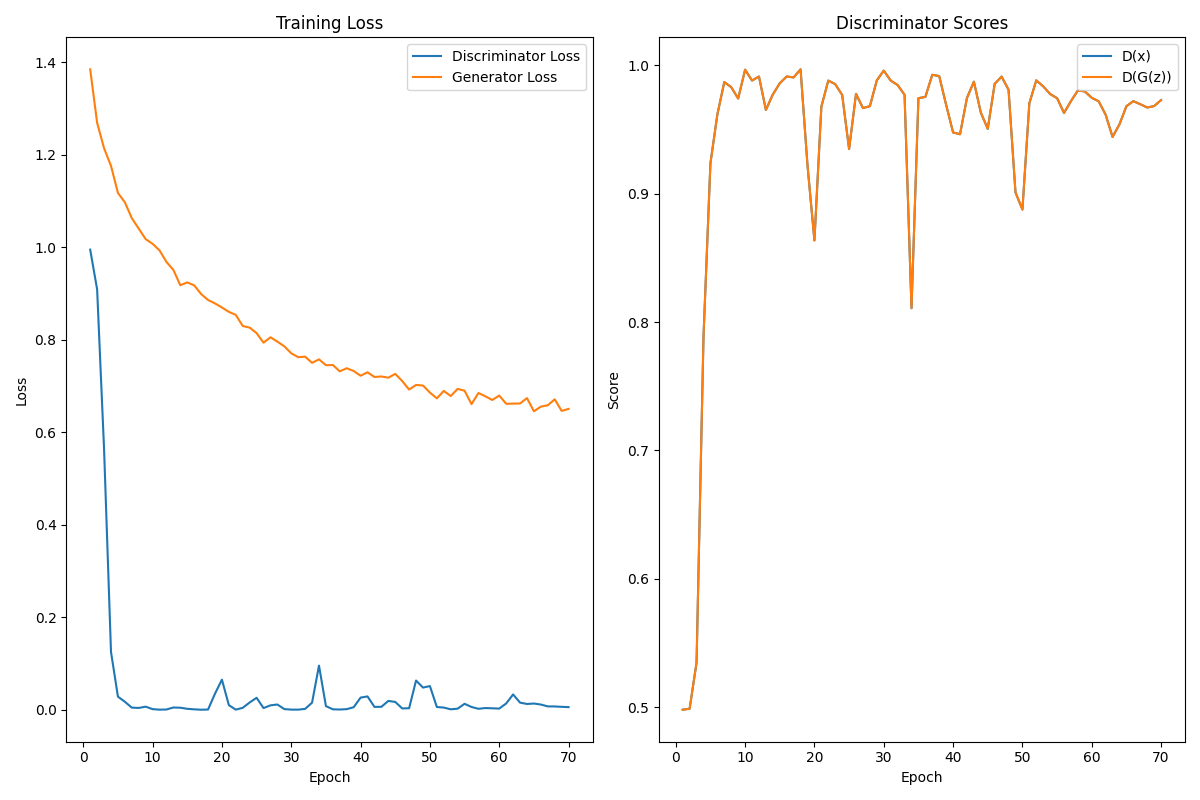 Training Loss
Discriminator Loss
Generator Loss
1.4
1.2
1.0
0.8
0.6
0.4
0.2
0.0
Loss
0 10 20 30 40 50 60 70
Epoch
Discriminator Scores
D(x)
D(G(z))
1.0
0.9
0.8
0.7
0.6
0.5
Score
0 10 20 30 40 50 60 70
Epoch